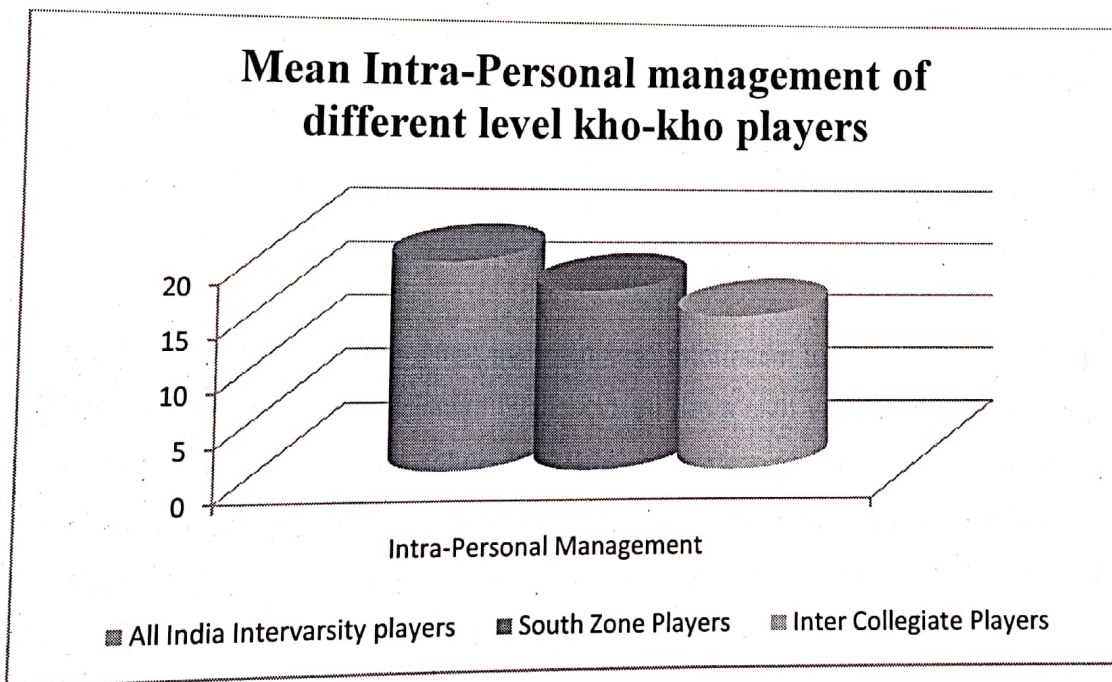 Mean Intra-Personal management of
different level kho-kho players
20
15
10
5
0
Intra-Personal Management
All India Intervarsity players South Zone Players Inter Collegiate Players